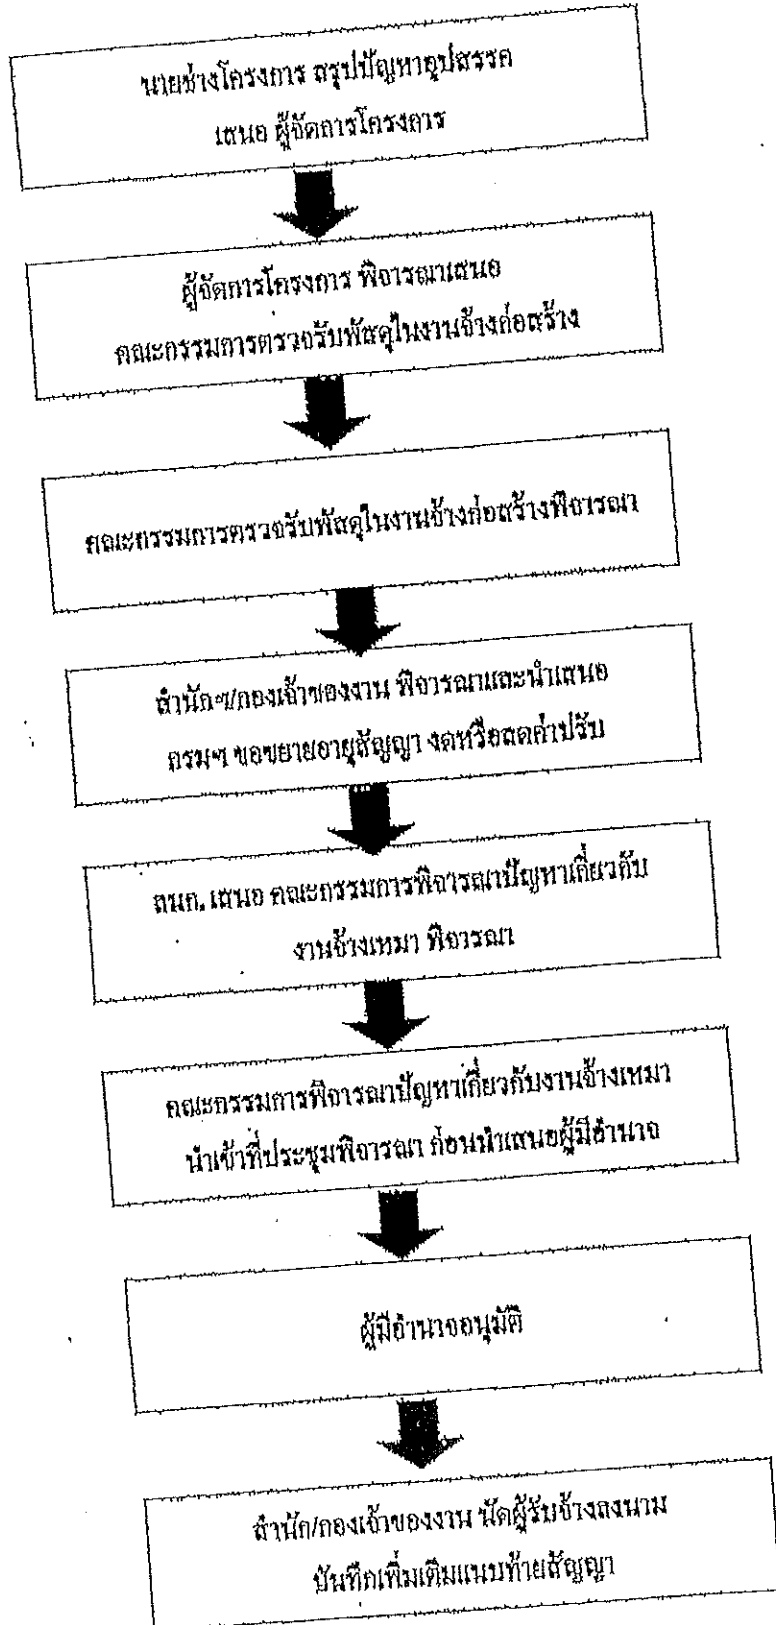 นายช่างโครงการ สรุปปัญหาอุปสรรค
เสนอ ผู้จัดการโครงการ
ผู้จัดการโครงการ พิจารณาเสนอ
คณะกรรมการตรวจรับพัสดุในงานจ้างก่อสร้าง
คณะกรรมการตรวจรับพัสดุในงานจ้างก่อสร้างพิจารณา
สำนักฯ/กองเจ้าของงาน พิจารณาและนำเสนอ
กรมฯ ขอขยายอายุสัญญา งดหรือลดค่าปรับ
สนค. เสนอ คณะกรรมการพิจารณาปัญหาเกี่ยวกับ
งานจ้างเหมา พิจารณา
คณะกรรมการพิจารณาปัญหาเกี่ยวกับงานจ้างเหมา
นำเข้าที่ประชุมพิจารณา ก่อนนำเสนอผู้มีอำนาจ
ผู้มีอำนาจอนุมัติ
สำนัก/กองเจ้าของงาน นัดผู้รับจ้างลงนาม
บันทึกเพิ่มเติมแนบท้ายสัญญา